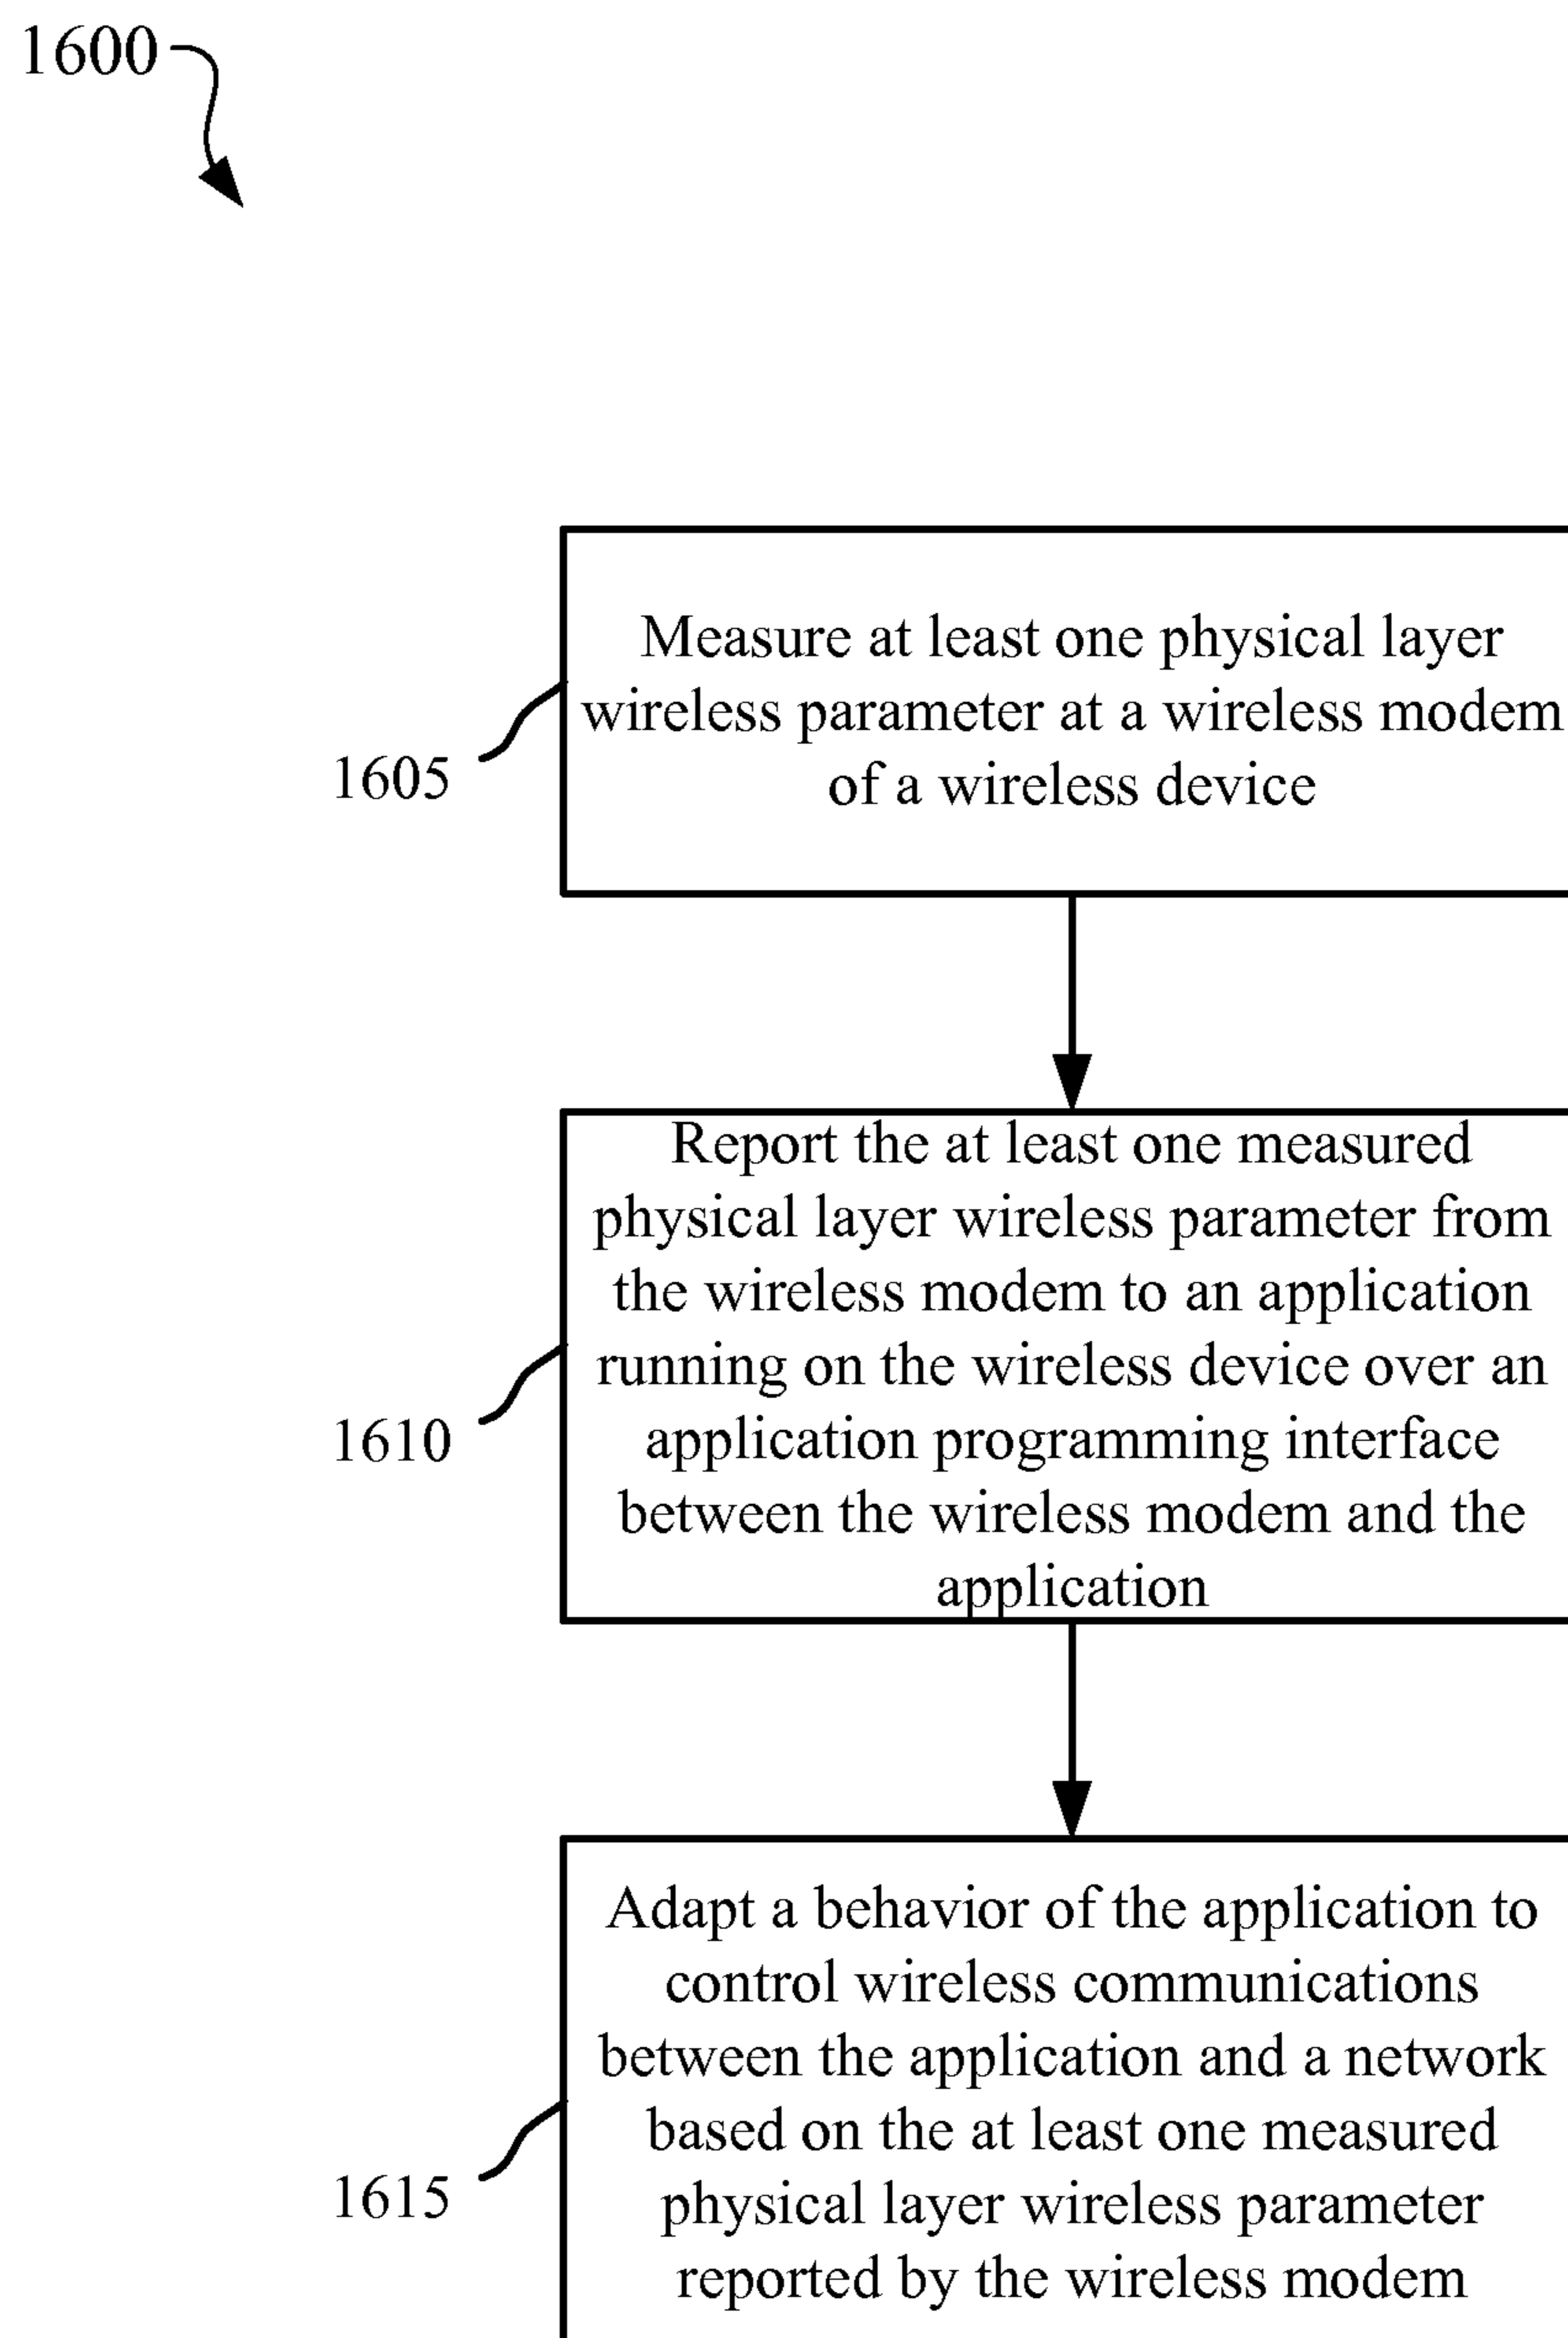 1600
Measure at least one physical layer
wireless parameter at a wireless modem
of a wireless device
1605
Report the at least one measured
physical layer wireless parameter from
the wireless modem to an application
running on the wireless device over an
application programming interface
between the wireless modem and the
application
1610
Adapt a behavior of the application to
control wireless communications
between the application and a network
based on the at least one measured
physical layer wireless parameter
reported by the wireless modem
1615